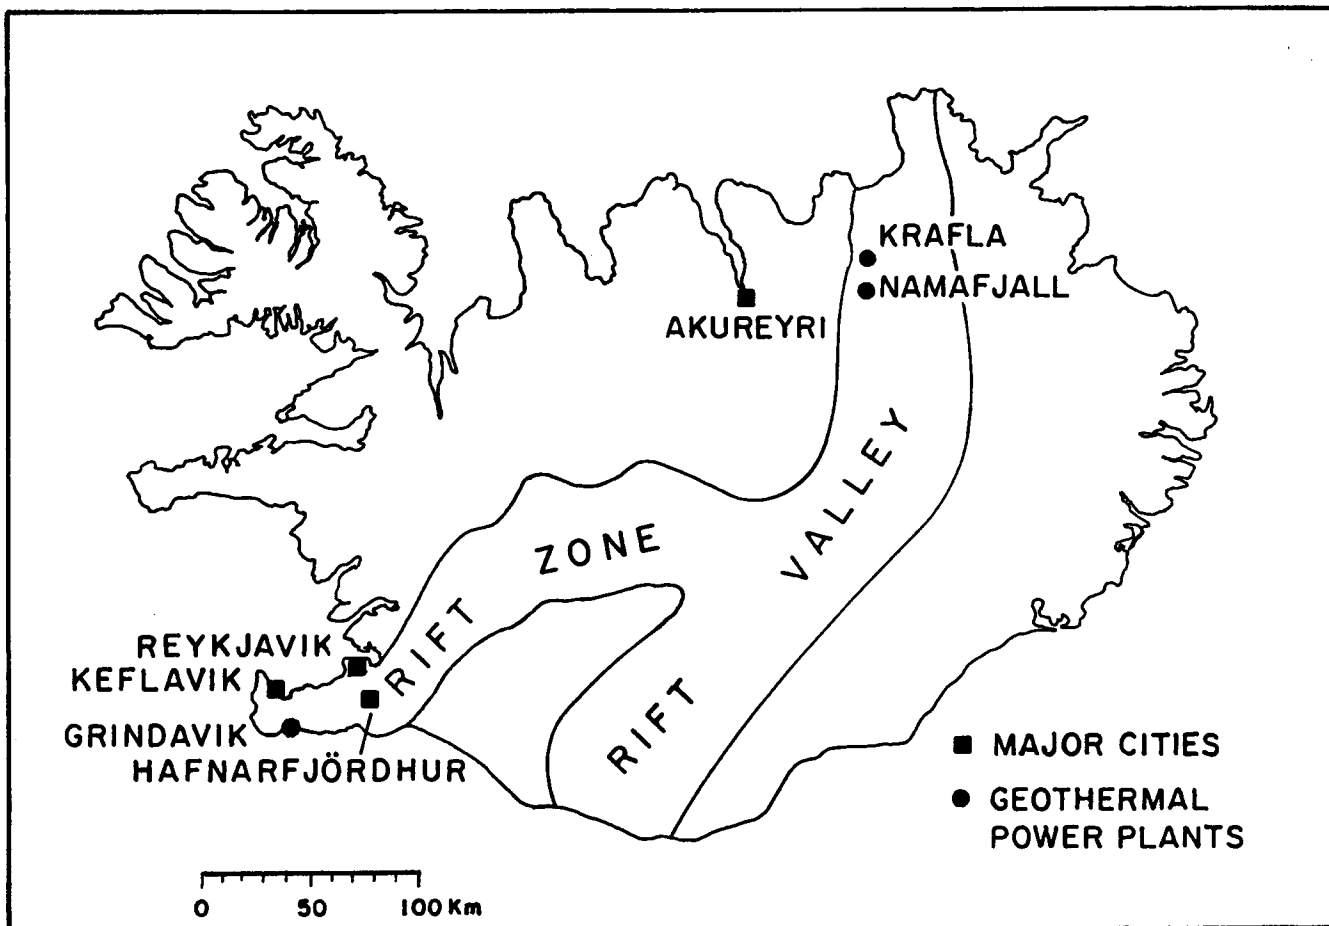 KRAFLA
NAMAFJALL
AKUREYRI
RIFT ZONE
RIFT VALLEY
REYKJAVIK
KEFLAVIK
GRINDAVIK
HAFNARFJÖRDHUR
MAJOR CITIES
GEOTHERMAL
POWER PLANTS
0 50 100 Km